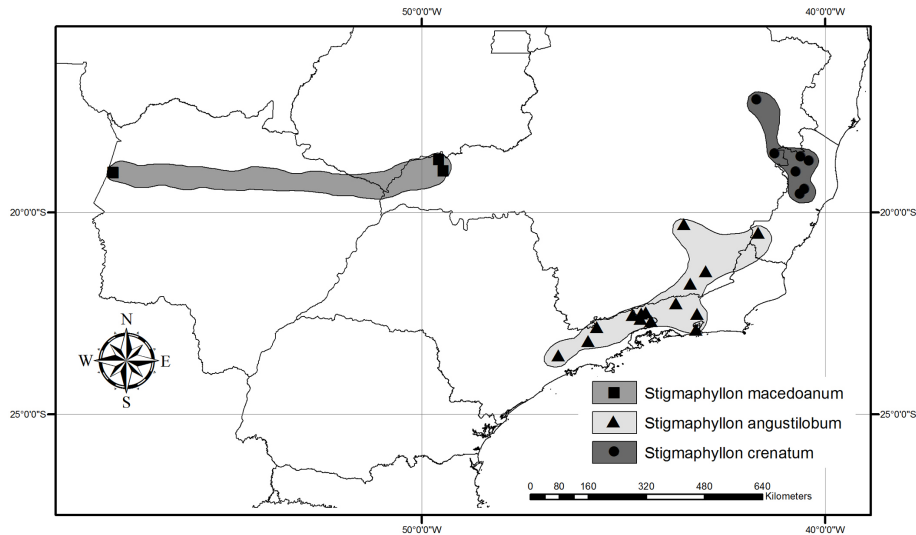 50°0'0"W 40°0'0"W
20°0'0"S 20°0'0"S
N
W E
S
25°0'0"S 25°0'0"S
Stigmaphyllon macedoanum
Stigmaphyllon angustilobum
Stigmaphyllon crenatum
0 80 160 320 480 640
Kilometers
50°0'0"W 40°0'0"W